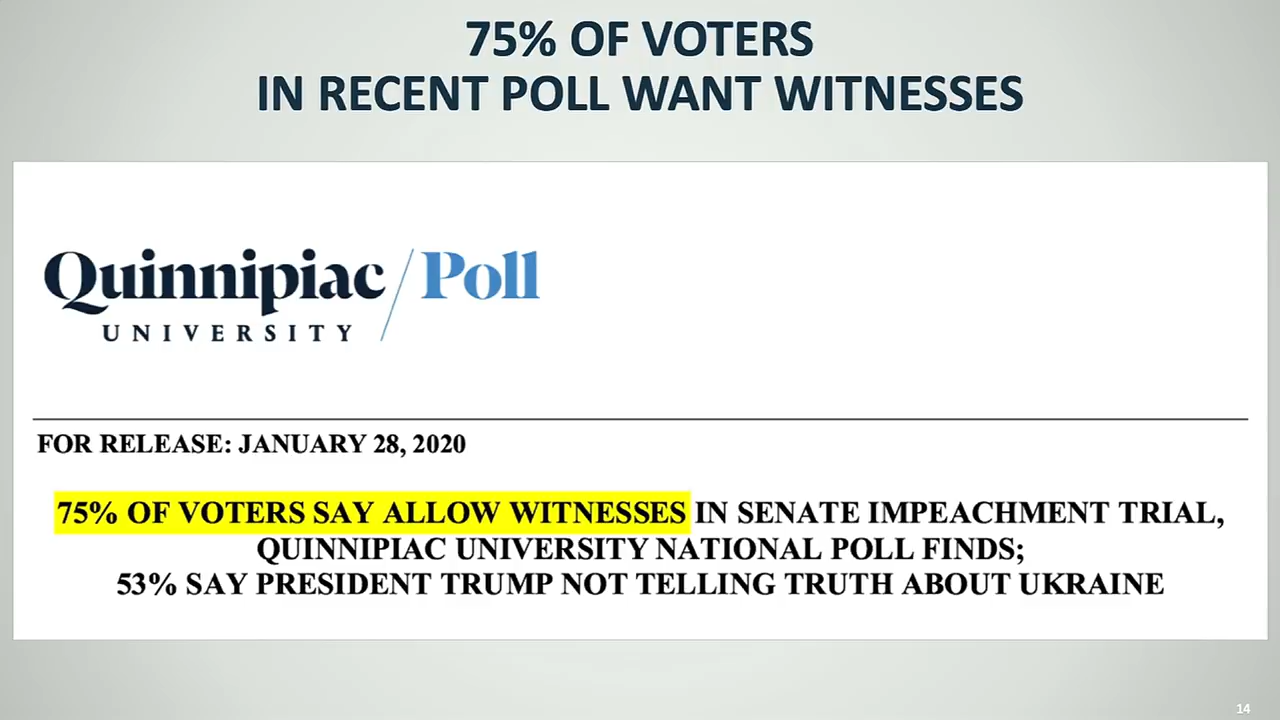 75% OF VOTERS
IN RECENT POLL WANT WITNESSES
Quinnipiac / Poll
UNIVERSITY
FOR RELEASE: JANUARY 28, 2020
75% OF VOTERS SAY ALLOW WITNESSES IN SENATE IMPEACHMENT TRIAL,
QUINNIPIAC UNIVERSITY NATIONAL POLL FINDS;
53% SAY PRESIDENT TRUMP NOT TELLING TRUTH ABOUT UKRAINE
14